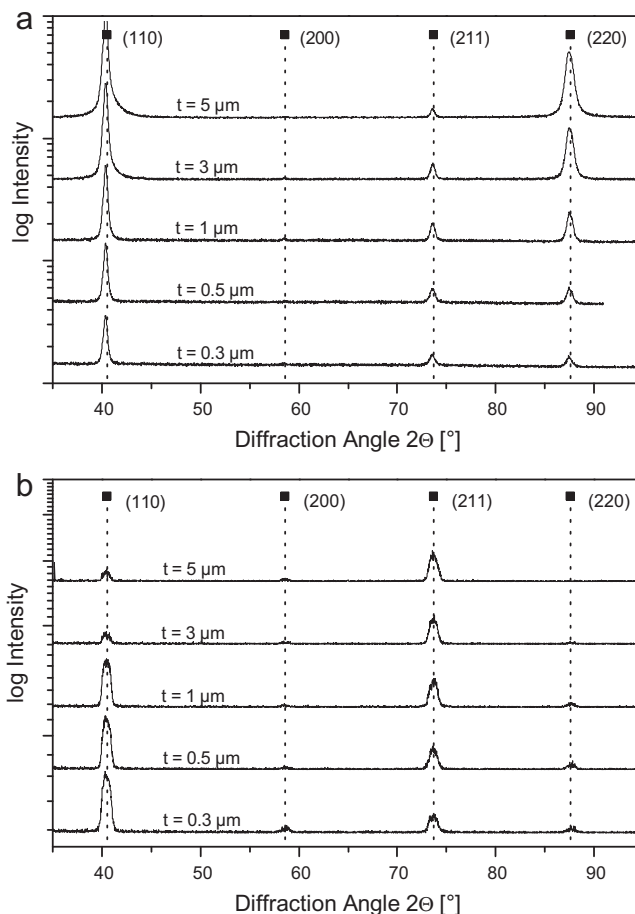 a
(110) (200) (211) (220)
t = 5 µm
t = 3 µm
t = 1 µm
t = 0.5 µm
t = 0.3 µm
log Intensity
40 50 60 70 80 90
Diffraction Angle 2Θ [°]
b
(110) (200) (211) (220)
t = 5 µm
t = 3 µm
t = 1 µm
t = 0.5 µm
t = 0.3 µm
log Intensity
40 50 60 70 80 90
Diffraction Angle 2Θ [°]